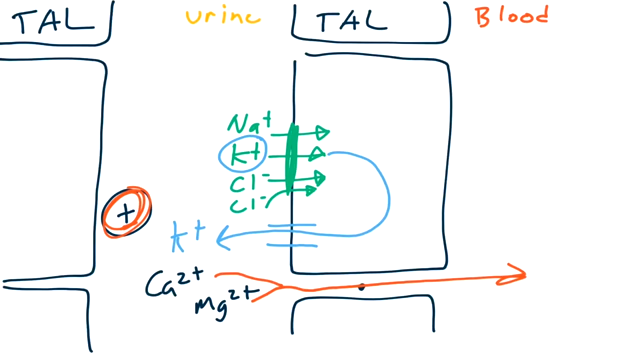 TAL
urine
TAL
Blood
Na+
K+
Cl-
Cl-
+
K+
Ca2+
Mg2+